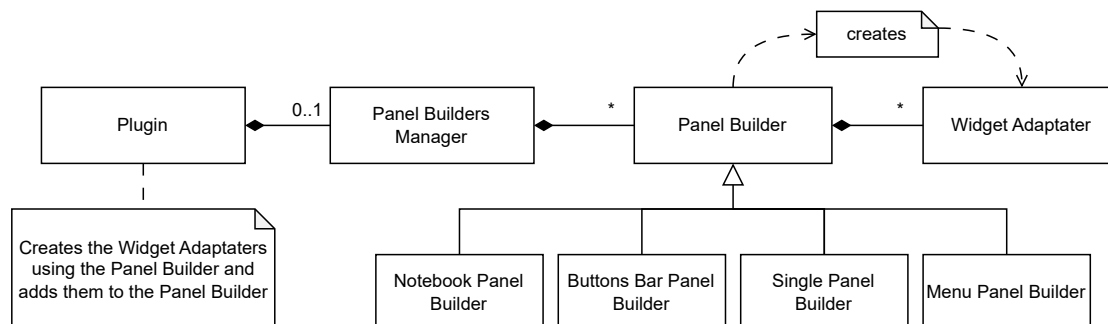 creates
Plugin
0..1
Panel Builders
Manager
*
Panel Builder
*
Widget Adaptater
Creates the Widget Adaptaters
using the Panel Builder and
adds them to the Panel Builder
Notebook Panel
Builder
Buttons Bar Panel
Builder
Single Panel
Builder
Menu Panel Builder